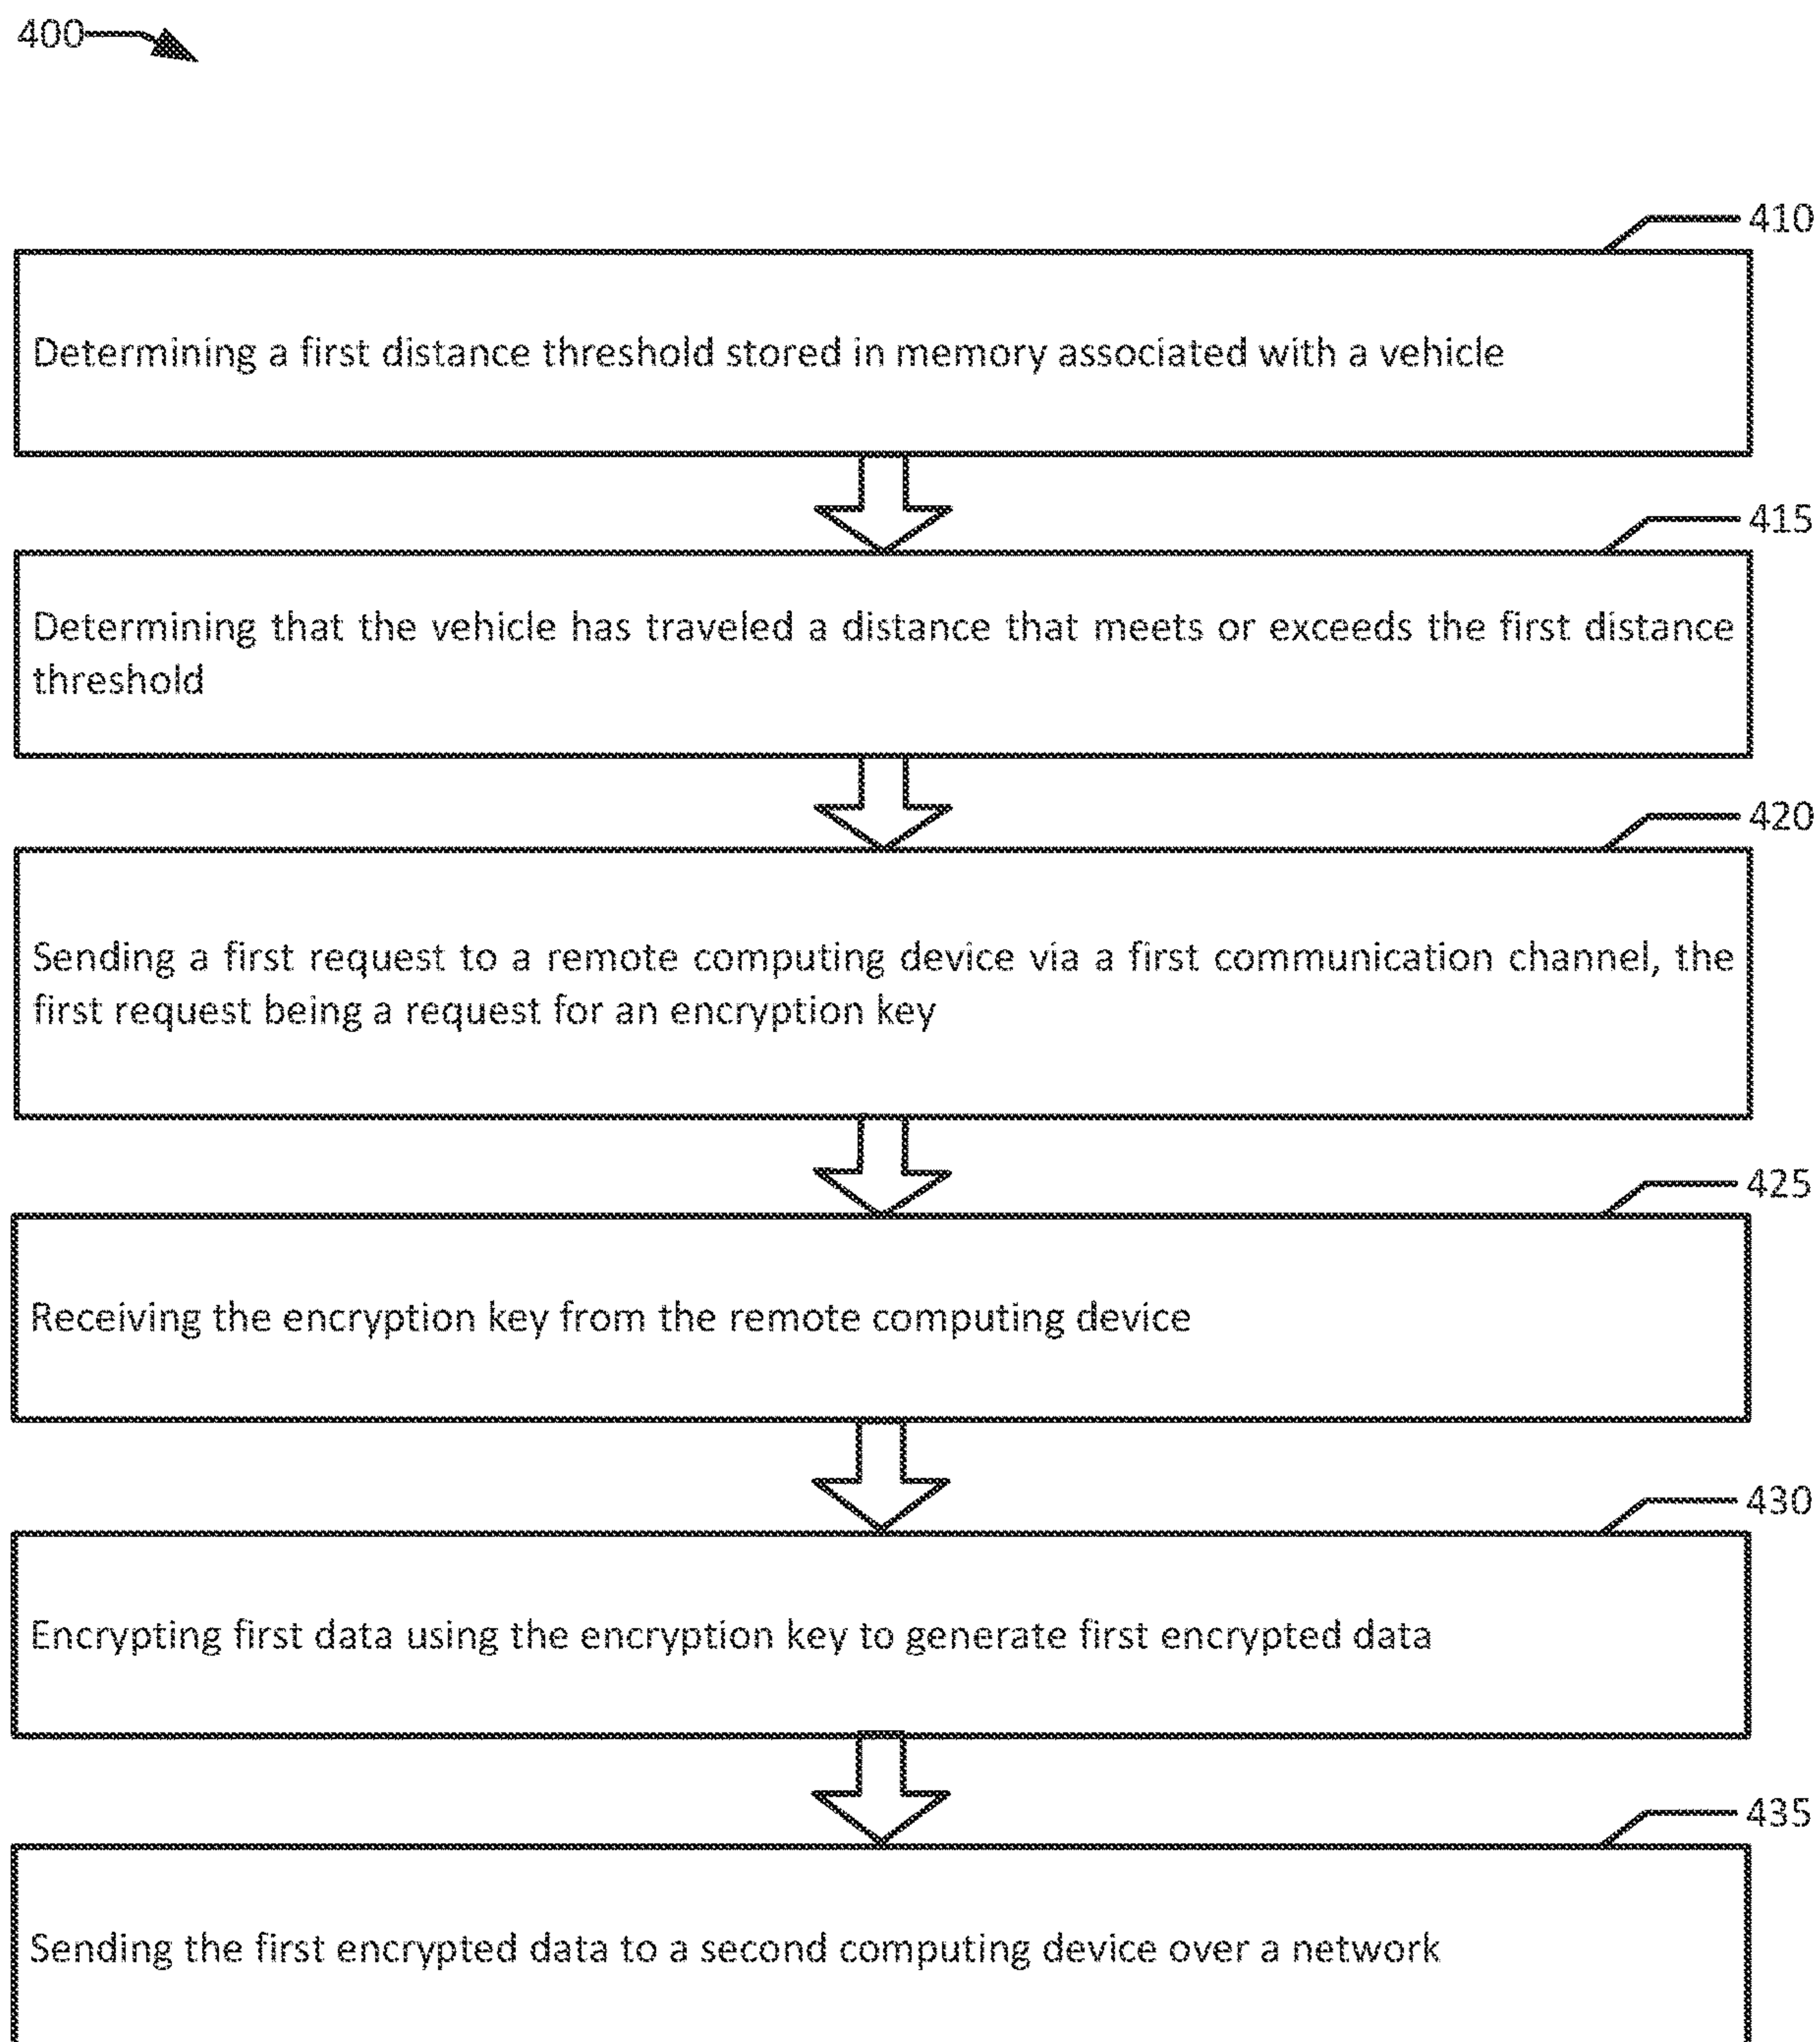 400
410
Determining a first distance threshold stored in memory associated with a vehicle
415
Determining that the vehicle has traveled a distance that meets or exceeds the first distance
threshold
420
Sending a first request to a remote computing device via a first communication channel, the
first request being a request for an encryption key
425
Receiving the encryption key from the remote computing device
430
Encrypting first data using the encryption key to generate first encrypted data
435
Sending the first encrypted data to a second computing device over a network